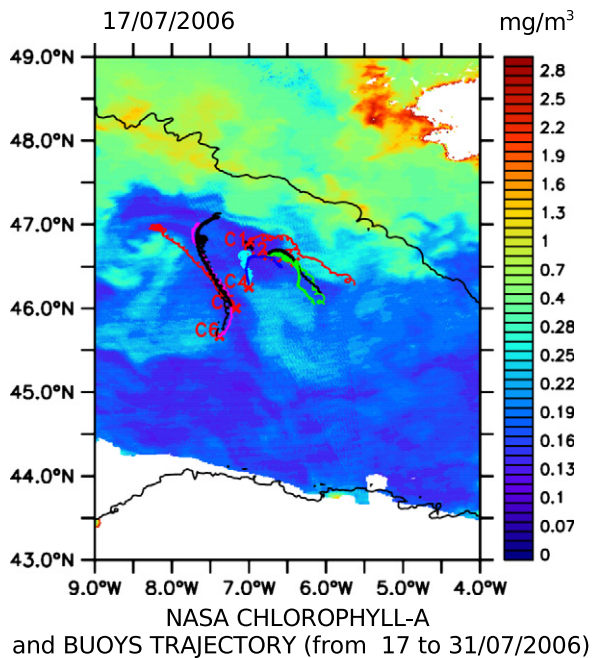 17/07/2006
mg/m³
49.0°N
48.0°N
47.0°N
46.0°N
45.0°N
44.0°N
43.0°N
9.0°W 8.0°W 7.0°W 6.0°W 5.0°W 4.0°W
2.8
2.5
2.2
1.9
1.6
1.3
1
0.7
0.4
0.28
0.25
0.22
0.19
0.16
0.13
0.1
0.07
0
C4
C6
NASA CHLOROPHYLL-A
and BUOYS TRAJECTORY (from 17 to 31/07/2006)